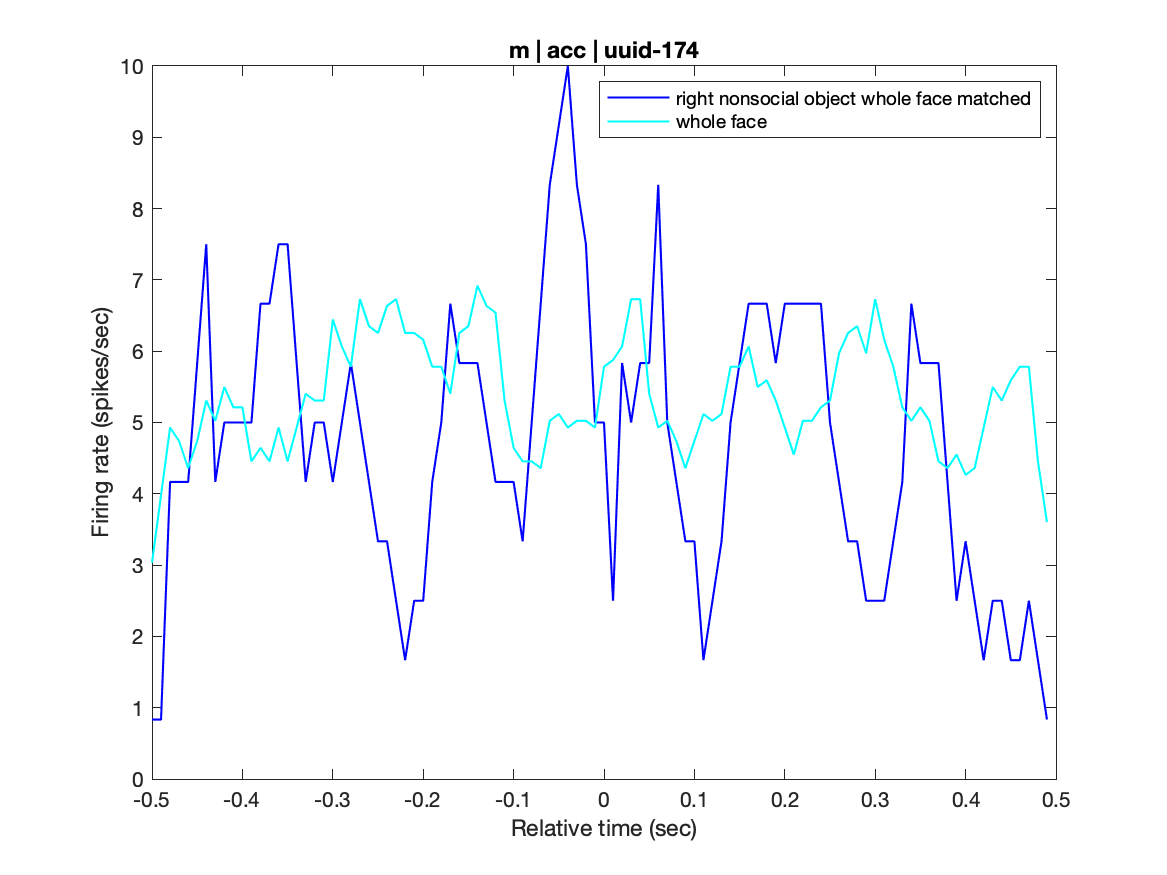 m | acc | uuid-174
right nonsocial object whole face matched
whole face
Firing rate (spikes/sec)
10
9
8
7
6
5
4
3
2
1
0
-0.5 -0.4 -0.3 -0.2 -0.1 0 0.1 0.2 0.3 0.4 0.5
Relative time (sec)